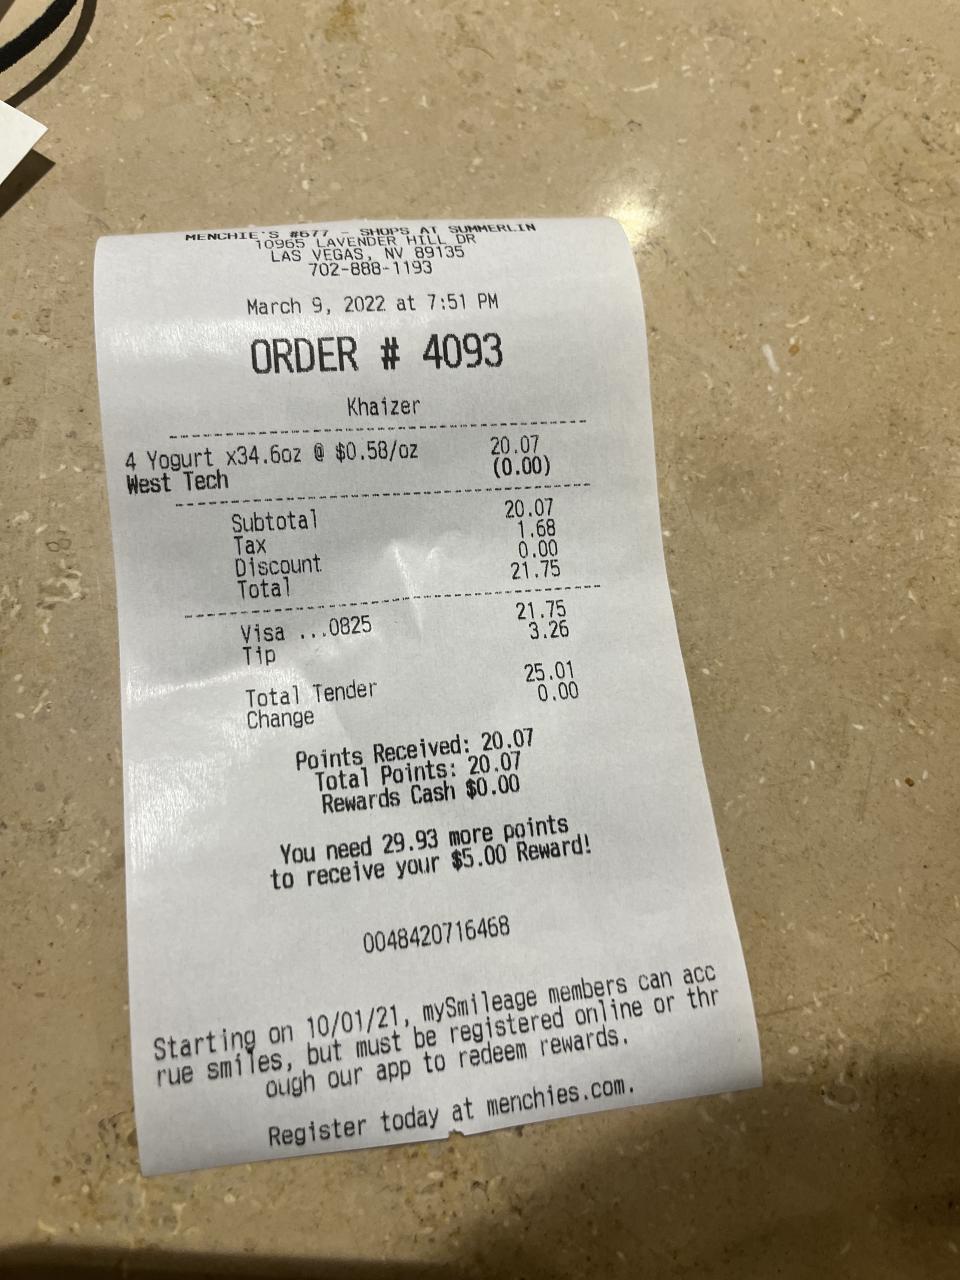 MENCHIE'S #677 - SHOPS AT SUMMERLIN
10965 LAVENDER HILL DR
LAS VEGAS, NV 89135
702-888-1193
March 9, 2022 at 7:51 PM
ORDER # 4093
Khaizer
4 Yogurt x34.6oz @ $0.58/oz 20.07
West Tech (0.00)
Subtotal 20.07
Tax 1.68
Discount 0.00
Total 21.75
Visa ...0825 21.75
Tip 3.26
Total Tender 25.01
Change 0.00
Points Received: 20.07
Total Points: 20.07
Rewards Cash $0.00
You need 29.93 more points
to receive your $5.00 Reward!
0048420716468
Starting on 10/01/21, mySmileage members can acc
rue smiles, but must be registered online or thr
ough our app to redeem rewards.
Register today at menchies.com.